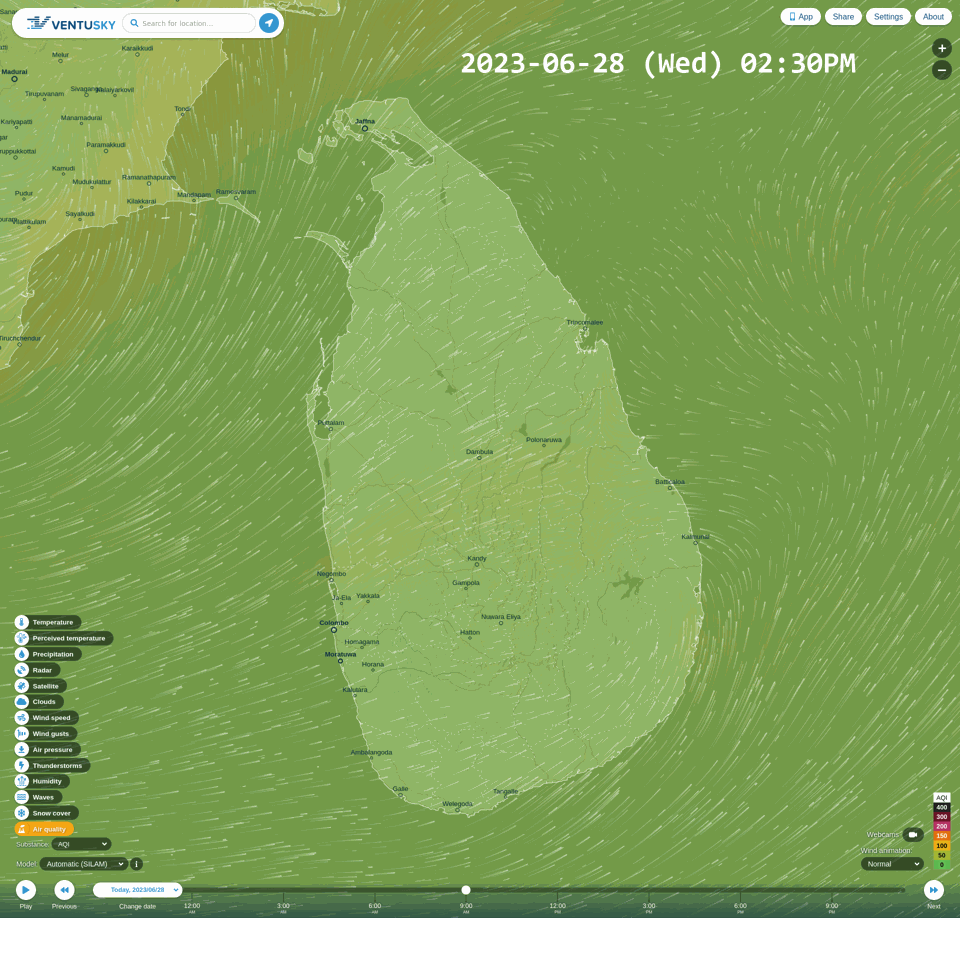 VENTUSKY
Search for location...
App
Share
Settings
About
2023-06-28 (Wed) 02:30PM
Karaikkudi
Melur
Madurai
Tirupuvanam
Tondi
Manamadurai
Kariyapatti
Jaffna
Paramakkudi
Kamudi
Mudukulattur
Ramanathapuram
Pudur
Kilakkarai
Mandapam
Rameswaram
Sayalkudi
Tiruchchendur
Trincomalee
Puttalam
Polonaruwa
Dambula
Batticaloa
Kalmunai
Kandy
Negombo
Gampola
Ja-Ela
Yakkala
Nuwara Eliya
Colombo
Hatton
Homagama
Moratuwa
Horana
Kalutara
Ambalangoda
Galle
Tangalle
Weligoda
Temperature
Perceived temperature
Precipitation
Radar
Satellite
Clouds
Wind speed
Wind gusts
Air pressure
Thunderstorms
Humidity
Waves
Snow cover
Air quality
Substance:
AQI
Model:
Automatic (SILAM)
AQI
400
300
200
150
100
50
0
Webcams
Wind animation:
Normal
Play
Previous
Today, 2023/06/28
Change date
12:00
AM
3:00
AM
6:00
AM
9:00
AM
12:00
PM
3:00
PM
6:00
PM
9:00
PM
Next